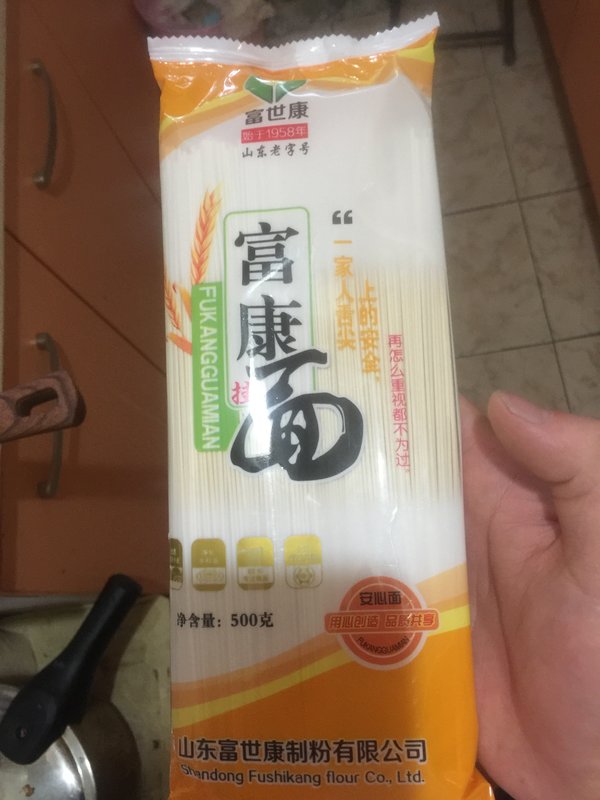 富世康
始于1958年
山东老字号
富康
挂
面
FUKANGGUAMIAN
“
一家人舌尖
上的安全，
再怎么重视都不为过。
净含量：500克
安心面
用心创造 品质共享
FUKANGGUAMIAN
山东富世康制粉有限公司
Shandong Fushikang flour Co., Ltd.